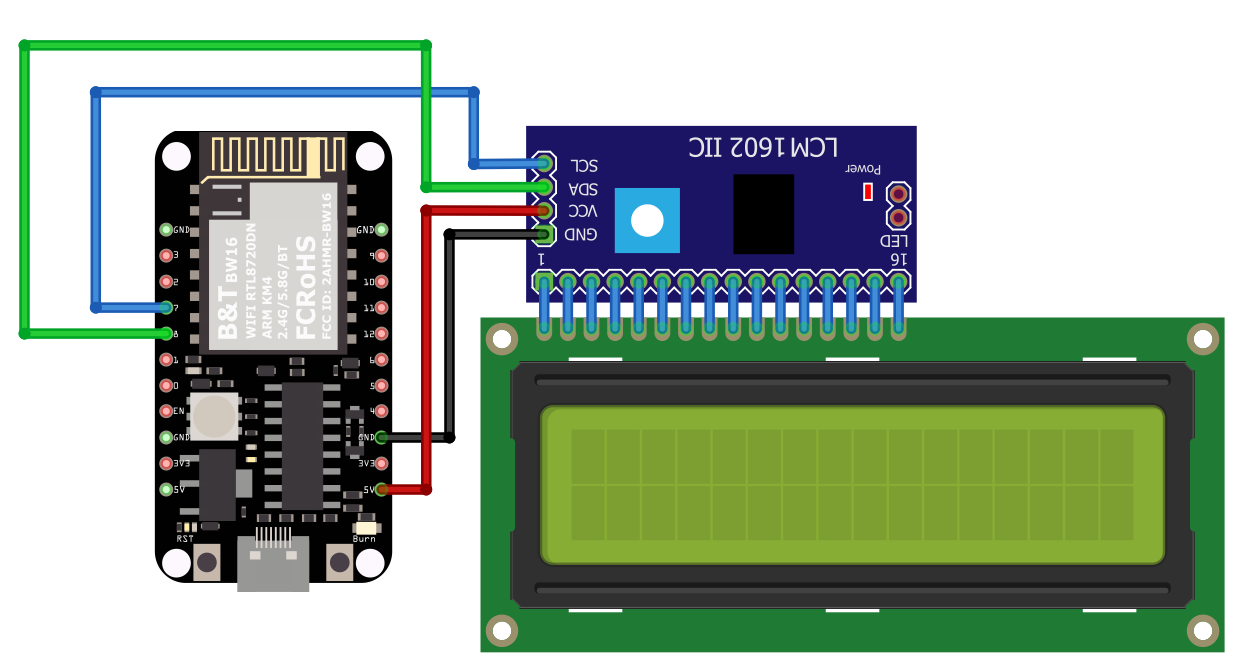 LCM1602 IIC
Power
SCL
SDA
VCC
GND
LED
1
16
GND
3
2
7
8
1
0
EN
GND
3V3
5V
RST
B&T BW16
WIFI RTL8720DN
ARM KM4
2.4G/5.8G/BT
FCRoHS
FCC ID: 2AHMR-BW16
GND
9
10
11
12
6
5
4
GND
3V3
5V
Burn